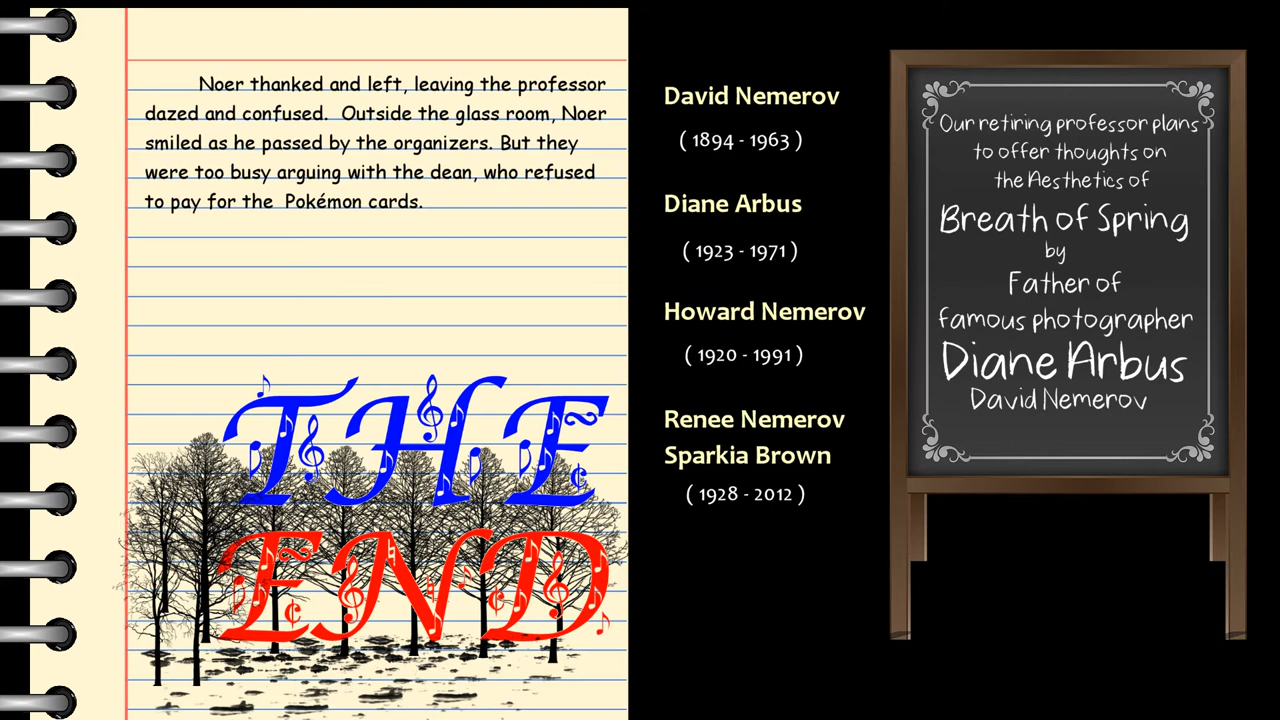 Noer thanked and left, leaving the professor
dazed and confused.  Outside the glass room, Noer
smiled as he passed by the organizers. But they
were too busy arguing with the dean, who refused
to pay for the  Pokémon cards.
THE
END
David Nemerov
( 1894 - 1963 )
Diane Arbus
( 1923 - 1971 )
Howard Nemerov
( 1920 - 1991 )
Renee Nemerov
Sparkia Brown
( 1928 - 2012 )
Our retiring professor plans
to offer thoughts on
the Aesthetics of
Breath of Spring
by
Father of
famous photographer
Diane Arbus
David Nemerov